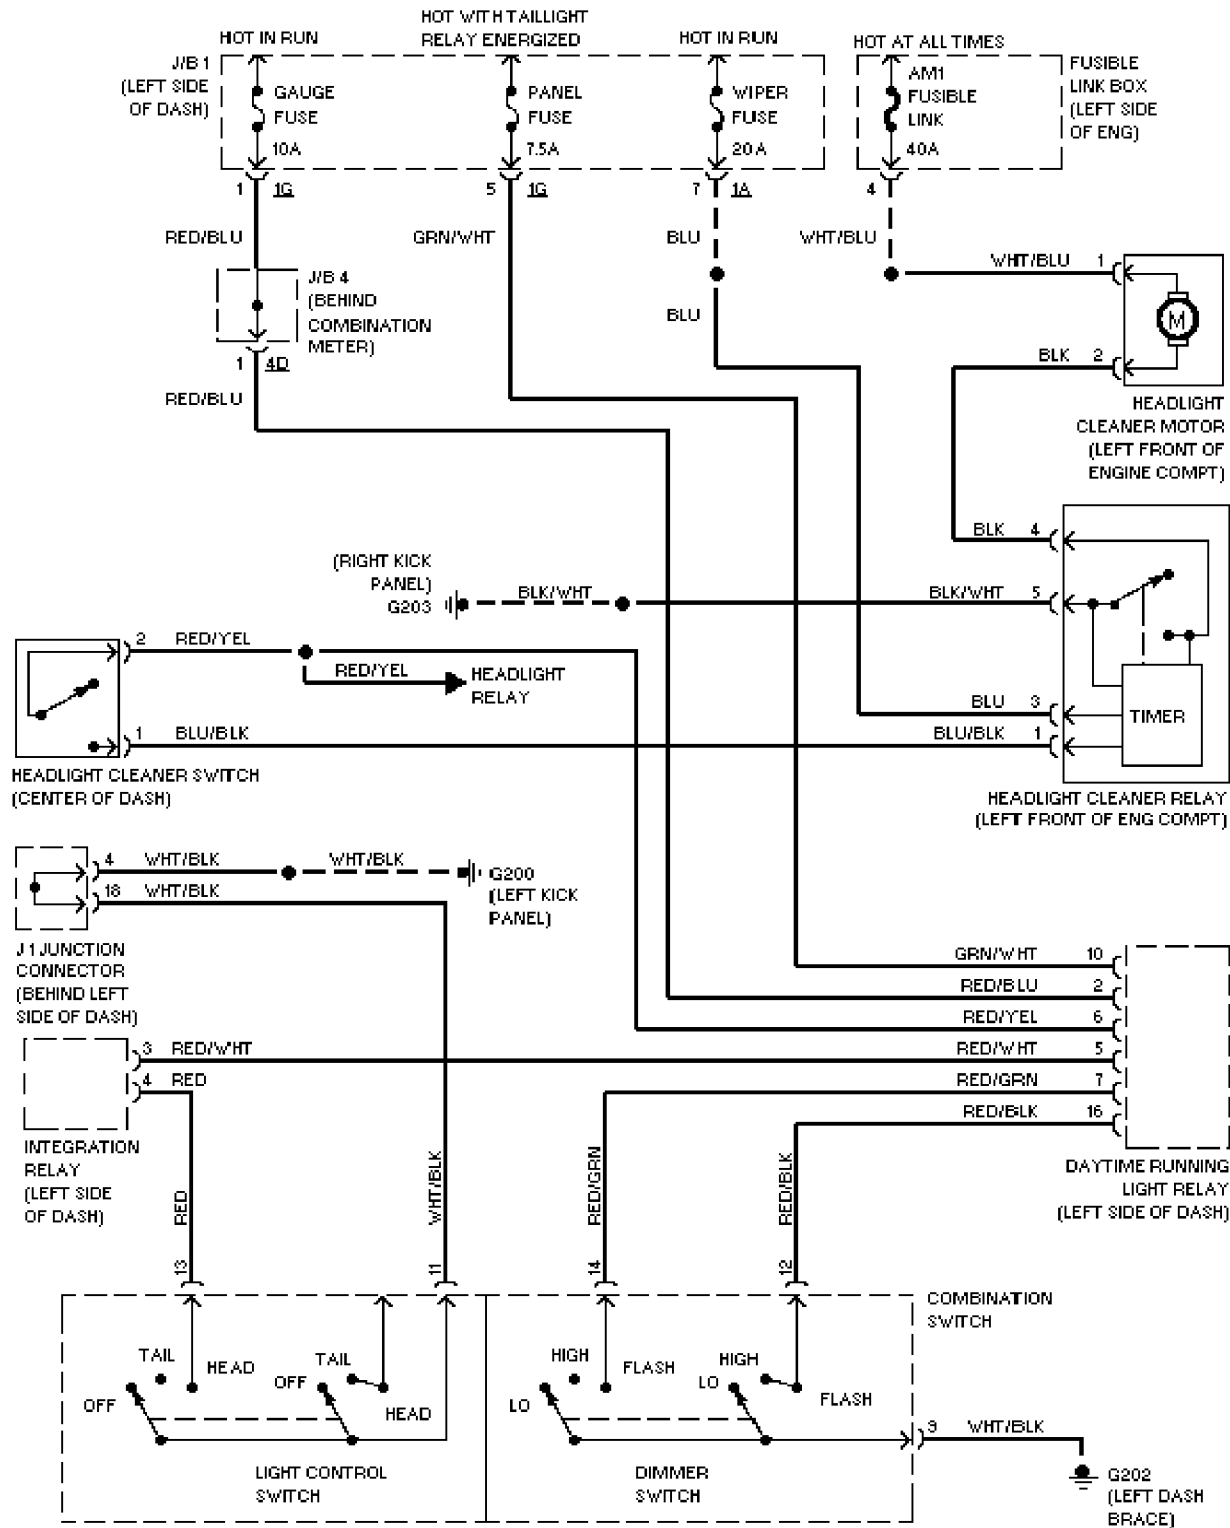 HOT IN RUN
HOT WITH TAILLIGHT
RELAY ENERGIZED
HOT IN RUN
HOT AT ALL TIMES
J/B 1
(LEFT SIDE
OF DASH)
GAUGE
FUSE
10A
PANEL
FUSE
7.5A
WIPER
FUSE
20A
AM1
FUSIBLE
LINK
40A
FUSIBLE
LINK BOX
(LEFT SIDE
OF ENG)
1 1G
5 1G
7 1A
4
RED/BLU
GRN/WHT
BLU
WHT/BLU
WHT/BLU 1
M
J/B 4
(BEHIND
COMBINATION
METER)
BLU
1 4D
BLK 2
RED/BLU
HEADLIGHT
CLEANER MOTOR
(LEFT FRONT OF
ENGINE COMPT)
BLK 4
(RIGHT KICK
PANEL)
G203
BLK/WHT
BLK/WHT 5
2 RED/YEL
RED/YEL
HEADLIGHT
RELAY
BLU 3
TIMER
1 BLU/BLK
BLU/BLK 1
HEADLIGHT CLEANER SWITCH
(CENTER OF DASH)
HEADLIGHT CLEANER RELAY
(LEFT FRONT OF ENG COMPT)
4 WHT/BLK
WHT/BLK
G200
(LEFT KICK
PANEL)
18 WHT/BLK
J1 JUNCTION
CONNECTOR
(BEHIND LEFT
SIDE OF DASH)
GRN/WHT 10
RED/BLU 2
RED/YEL 6
3 RED/WHT
RED/WHT 5
4 RED
RED/GRN 7
RED/BLK 16
INTEGRATION
RELAY
(LEFT SIDE
OF DASH)
DAYTIME RUNNING
LIGHT RELAY
(LEFT SIDE OF DASH)
RED
WHT/BLK
RED/GRN
RED/BLK
13
11
14
12
COMBINATION
SWITCH
TAIL
HEAD
OFF
TAIL
OFF
HEAD
HIGH
FLASH
LO
HIGH
LO
FLASH
9 WHT/BLK
LIGHT CONTROL
SWITCH
DIMMER
SWITCH
G202
(LEFT DASH
BRACE)